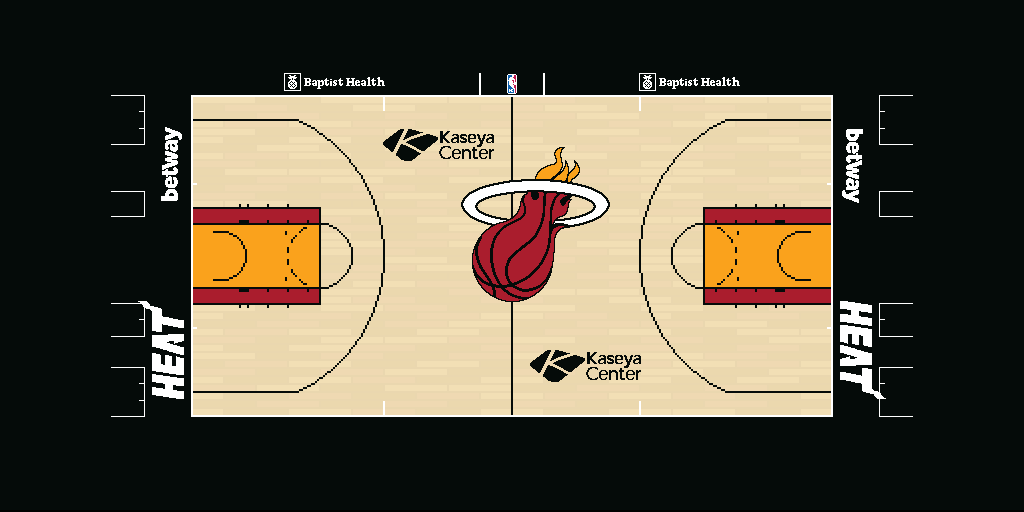 Baptist Health
Baptist Health
betway
betway
Kaseya
Center
HEAT
HEAT
Kaseya
Center